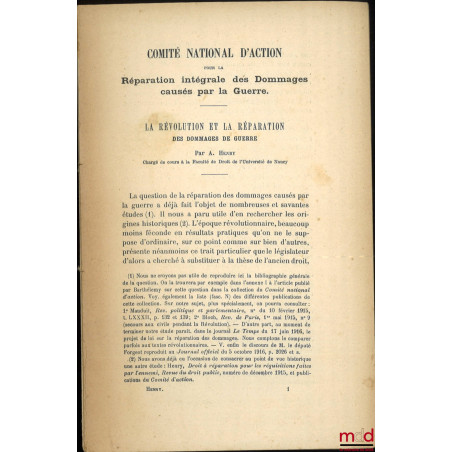 COMITÉ NATIONAL D'ACTION
POUR LA
Réparation intégrale des Dommages
causés par la Guerre.
LA RÉVOLUTION ET LA RÉPARATION
DES DOMMAGES DE GUERRE
Par A. HENRY
Chargé de cours à la Faculté de Droit de l'Université de Nancy
La question de la réparation des dommages causés par
la guerre a déjà fait l'objet de nombreuses et savantes
études (1). Il nous a paru utile d'en rechercher les ori-
gines historiques (2). L'époque révolutionnaire, beaucoup
moins féconde en résultats pratiques qu'on ne le sup-
pose d'ordinaire, sur ce point comme sur bien d'autres,
présente néanmoins ce trait particulier que le législateur
d'alors a cherché à substituer à la thèse de l'ancien droit,
(1) Nous ne croyons pas utile de reproduire ici la bibliographie générale
de la question. On la trouvera par exemple dans l'annexe à l'article publié
par Barthélemy sur cette question dans la collection du Comité national
d'action. Voy. également la liste (fasc. 8) des différentes publications de
cette collection. Sur notre sujet, plus spécialement, on pourra consulter :
1° Mauduit, Rev. politique et parlementaire, n° du 10 février 1915,
t. LXXXII, p. 132 et 139 ; 2° Bloch, Rev. de Paris, 1er mai 1915, n° 9
(secours aux civils pendant la Révolution). — D'autre part, au moment de
terminer notre étude paraît, dans le journal Le Temps du 17 juin 1916, le
projet de loi sur la réparation des dommages. Nous comptons le comparer
parfois aux textes révolutionnaires. — V. enfin le discours de M. le député
Forgeot reproduit au Journal officiel du 5 octobre 1916, p. 2026 et s.
(2) Nous avons déjà eu l'occasion de consacrer au point de vue historique
une autre étude : Henry, Droit à réparation pour les réquisitions faites
par l'ennemi, Revue du droit public, numéro de décembre 1915, et publi-
cations du Comité d'action.
HENRY. 1
mdd